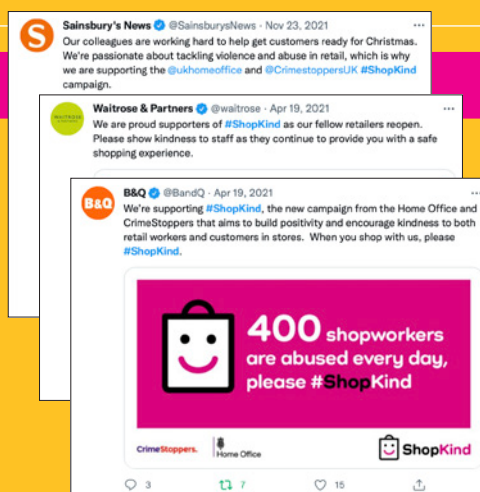 S
Sainsbury's News @SainsburysNews · Nov 23, 2021
Our colleagues are working hard to help get customers ready for Christmas.
We're passionate about tackling violence and abuse in retail, which is why
we are supporting the @ukhomeoffice and @CrimestoppersUK #ShopKind
campaign.
WAITROSE
& PARTNERS
Waitrose & Partners @waitrose · Apr 19, 2021
We are proud supporters of #ShopKind as our fellow retailers reopen.
Please show kindness to staff as they continue to provide you with a safe
shopping experience.
B&Q
B&Q @BandQ · Apr 19, 2021
We're supporting #ShopKind, the new campaign from the Home Office and
CrimeStoppers that aims to build positivity and encourage kindness to both
retail workers and customers in stores. When you shop with us, please
#ShopKind.
400 shopworkers
are abused every day,
please #ShopKind
CrimeStoppers.
Home Office
ShopKind
3
7
15